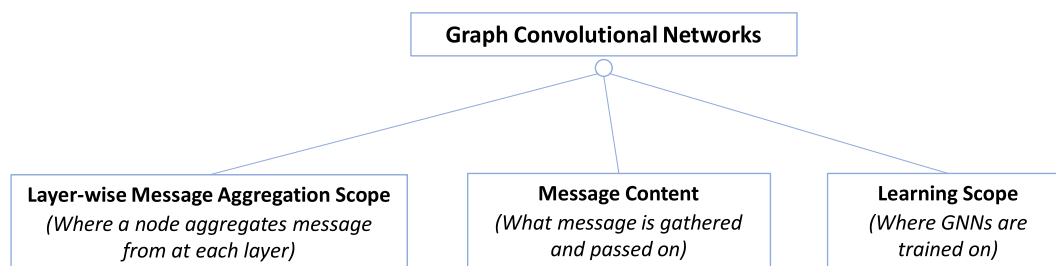 Graph Convolutional Networks
Layer-wise Message Aggregation Scope
(Where a node aggregates message
from at each layer)
Message Content
(What message is gathered
and passed on)
Learning Scope
(Where GNNs are
trained on)